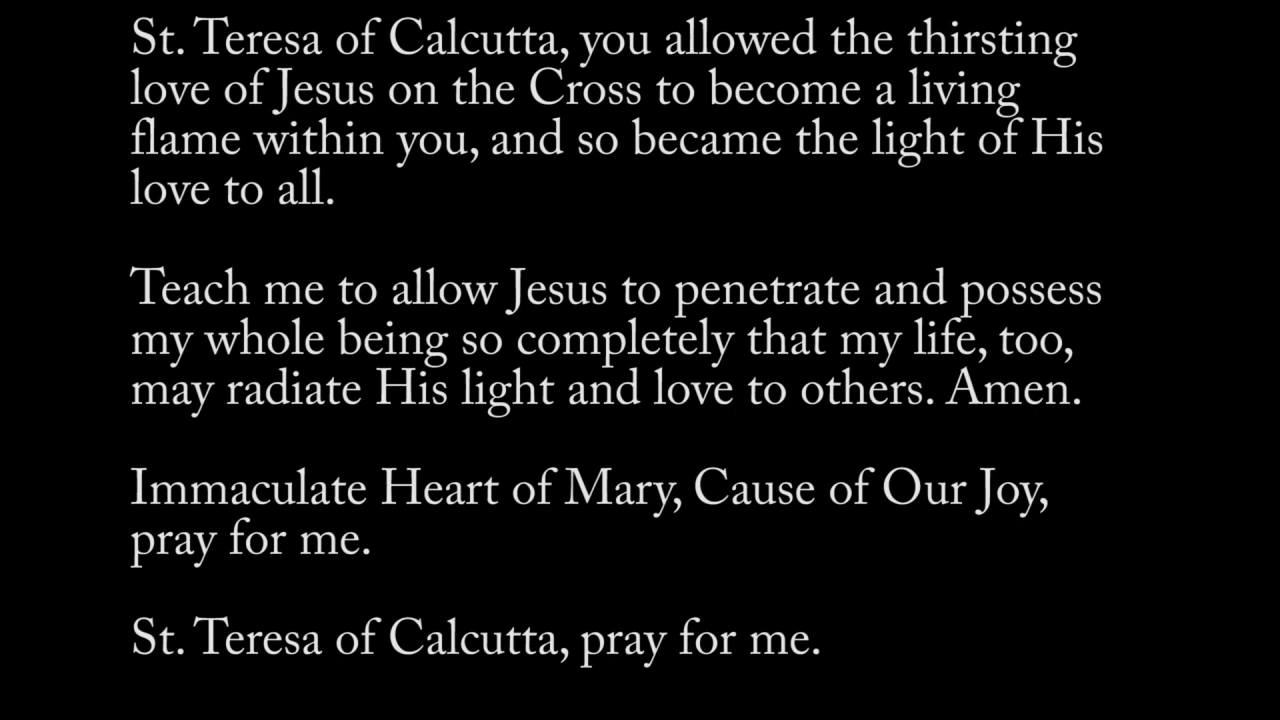 St. Teresa of Calcutta, you allowed the thirsting
love of Jesus on the Cross to become a living
flame within you, and so became the light of His
love to all.
Teach me to allow Jesus to penetrate and possess
my whole being so completely that my life, too,
may radiate His light and love to others. Amen.
Immaculate Heart of Mary, Cause of Our Joy,
pray for me.
St. Teresa of Calcutta, pray for me.